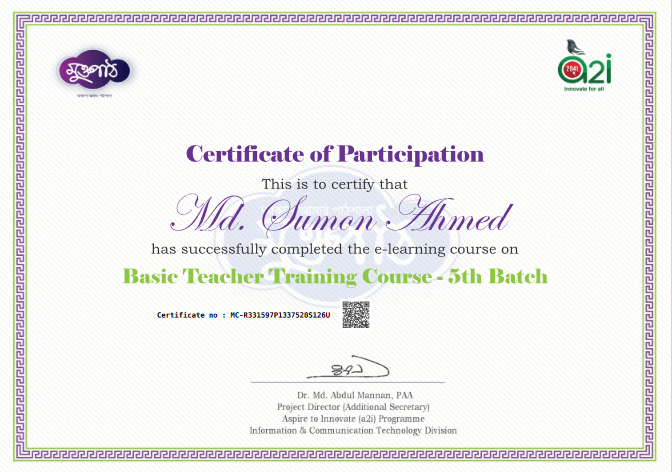 মুক্তপাঠ
a2i
2041
innovate for all
Certificate of Participation
This is to certify that
Md. Sumon Ahmed
has successfully completed the e-learning course on
Basic Teacher Training Course - 5th Batch
Certificate no : MC-R331597P1337520S126U
Dr. Md. Abdul Mannan, PAA
Project Director (Additional Secretary)
Aspire to Innovate (a2i) Programme
Information & Communication Technology Division